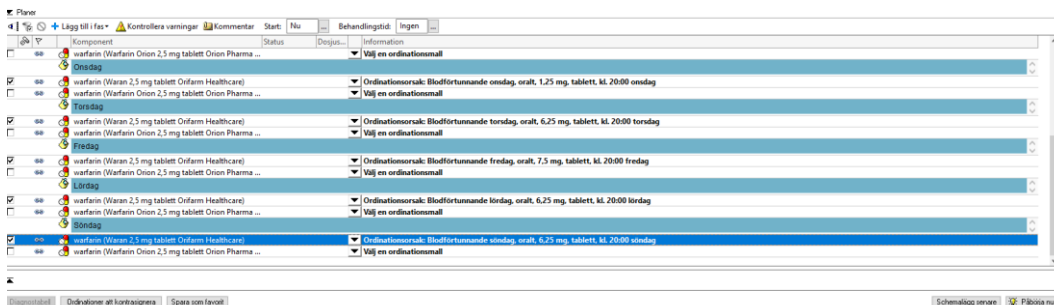 Planer
+ Lägg till i fas Kontrollera varningar Kommentar Start: Nu ... Behandlingstid: Ingen ...
Komponent Status Dosjus... Information
warfarin (Warfarin Orion 2,5 mg tablett Orion Pharma ... Välj en ordinationsmall
Onsdag
warfarin (Waran 2,5 mg tablett Orifarm Healthcare) Ordinationsorsak: Blodförtunnande onsdag, oralt, 1,25 mg, tablett, kl. 20:00 onsdag
warfarin (Warfarin Orion 2,5 mg tablett Orion Pharma ... Välj en ordinationsmall
Torsdag
warfarin (Waran 2,5 mg tablett Orifarm Healthcare) Ordinationsorsak: Blodförtunnande torsdag, oralt, 6,25 mg, tablett, kl. 20:00 torsdag
warfarin (Warfarin Orion 2,5 mg tablett Orion Pharma ... Välj en ordinationsmall
Fredag
warfarin (Waran 2,5 mg tablett Orifarm Healthcare) Ordinationsorsak: Blodförtunnande fredag, oralt, 7,5 mg, tablett, kl. 20:00 fredag
warfarin (Warfarin Orion 2,5 mg tablett Orion Pharma ... Välj en ordinationsmall
Lördag
warfarin (Waran 2,5 mg tablett Orifarm Healthcare) Ordinationsorsak: Blodförtunnande lördag, oralt, 6,25 mg, tablett, kl. 20:00 lördag
warfarin (Warfarin Orion 2,5 mg tablett Orion Pharma ... Välj en ordinationsmall
Söndag
warfarin (Waran 2,5 mg tablett Orifarm Healthcare) Ordinationsorsak: Blodförtunnande söndag, oralt, 6,25 mg, tablett, kl. 20:00 söndag
warfarin (Warfarin Orion 2,5 mg tablett Orion Pharma ... Välj en ordinationsmall
Diagnostabell Ordinationer att kontrasignera Spara som favorit Schemalägg senare Påbörja nu